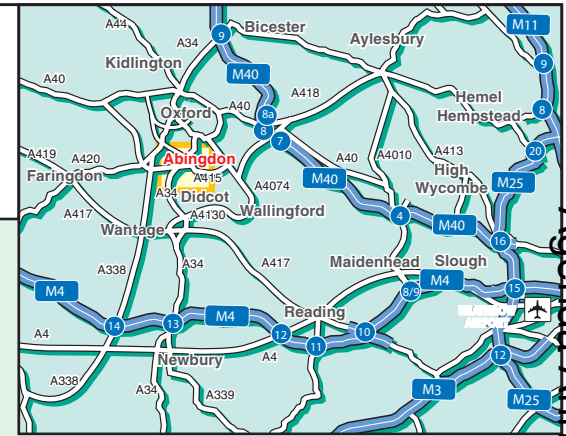 A44
A34
9
Bicester
Aylesbury
M11
Kidlington
M40
9
A40
Oxford
A40
8a
A418
Hemel
Hempstead
8
8
7
A419
A420
Abingdon
A40
A4010
A413
20
Faringdon
A415
A4074
M40
High
Wycombe
M25
A34
Didcot
A417
A4130
Wallingford
4
M40
Wantage
16
A338
A34
A417
Maidenhead
Slough
M4
8/9
M4
15
HEATHROW
AIRPORT
14
13
M4
Reading
12
11
10
A4
12
Newbury
A4
A338
A34
A339
M3
M25